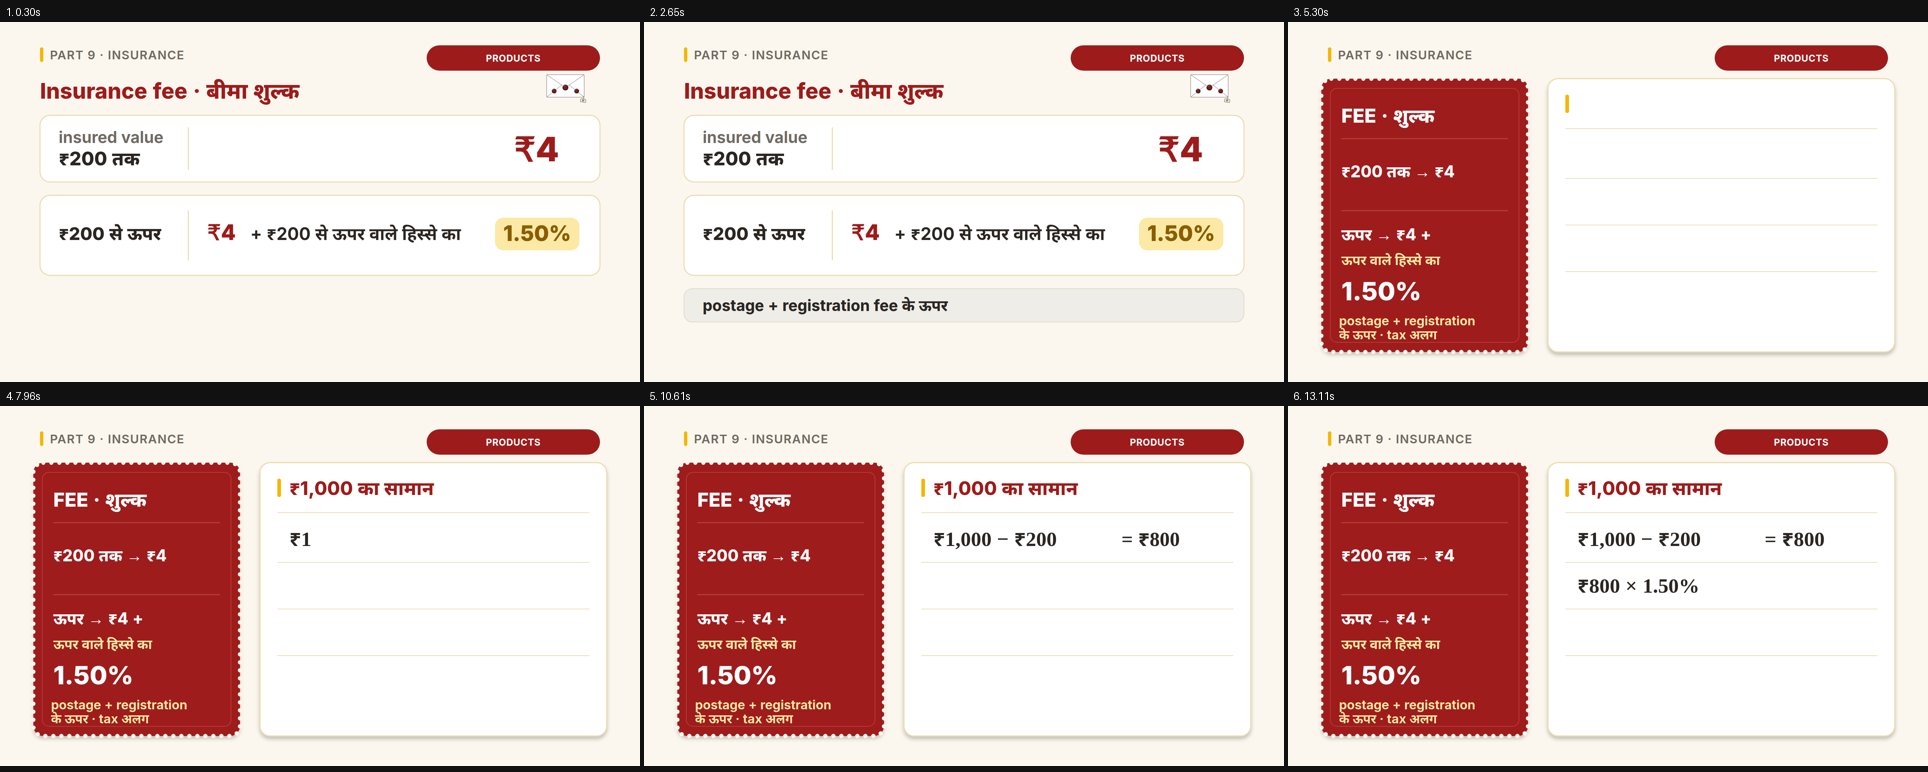 1. 0.30s
PART 9 · INSURANCE
PRODUCTS
Insurance fee · बीमा शुल्क
insured value
₹200 तक
₹4
₹200 से ऊपर
₹4 + ₹200 से ऊपर वाले हिस्से का 1.50%
2. 2.65s
PART 9 · INSURANCE
PRODUCTS
Insurance fee · बीमा शुल्क
insured value
₹200 तक
₹4
₹200 से ऊपर
₹4 + ₹200 से ऊपर वाले हिस्से का 1.50%
postage + registration fee के ऊपर
3. 5.30s
PART 9 · INSURANCE
PRODUCTS
FEE · शुल्क
₹200 तक → ₹4
ऊपर → ₹4 +
ऊपर वाले हिस्से का
1.50%
postage + registration
के ऊपर · tax अलग
4. 7.96s
PART 9 · INSURANCE
PRODUCTS
FEE · शुल्क
₹200 तक → ₹4
ऊपर → ₹4 +
ऊपर वाले हिस्से का
1.50%
postage + registration
के ऊपर · tax अलग
₹1,000 का सामान
₹1
5. 10.61s
PART 9 · INSURANCE
PRODUCTS
FEE · शुल्क
₹200 तक → ₹4
ऊपर → ₹4 +
ऊपर वाले हिस्से का
1.50%
postage + registration
के ऊपर · tax अलग
₹1,000 का सामान
₹1,000 − ₹200 = ₹800
6. 13.11s
PART 9 · INSURANCE
PRODUCTS
FEE · शुल्क
₹200 तक → ₹4
ऊपर → ₹4 +
ऊपर वाले हिस्से का
1.50%
postage + registration
के ऊपर · tax अलग
₹1,000 का सामान
₹1,000 − ₹200 = ₹800
₹800 × 1.50%